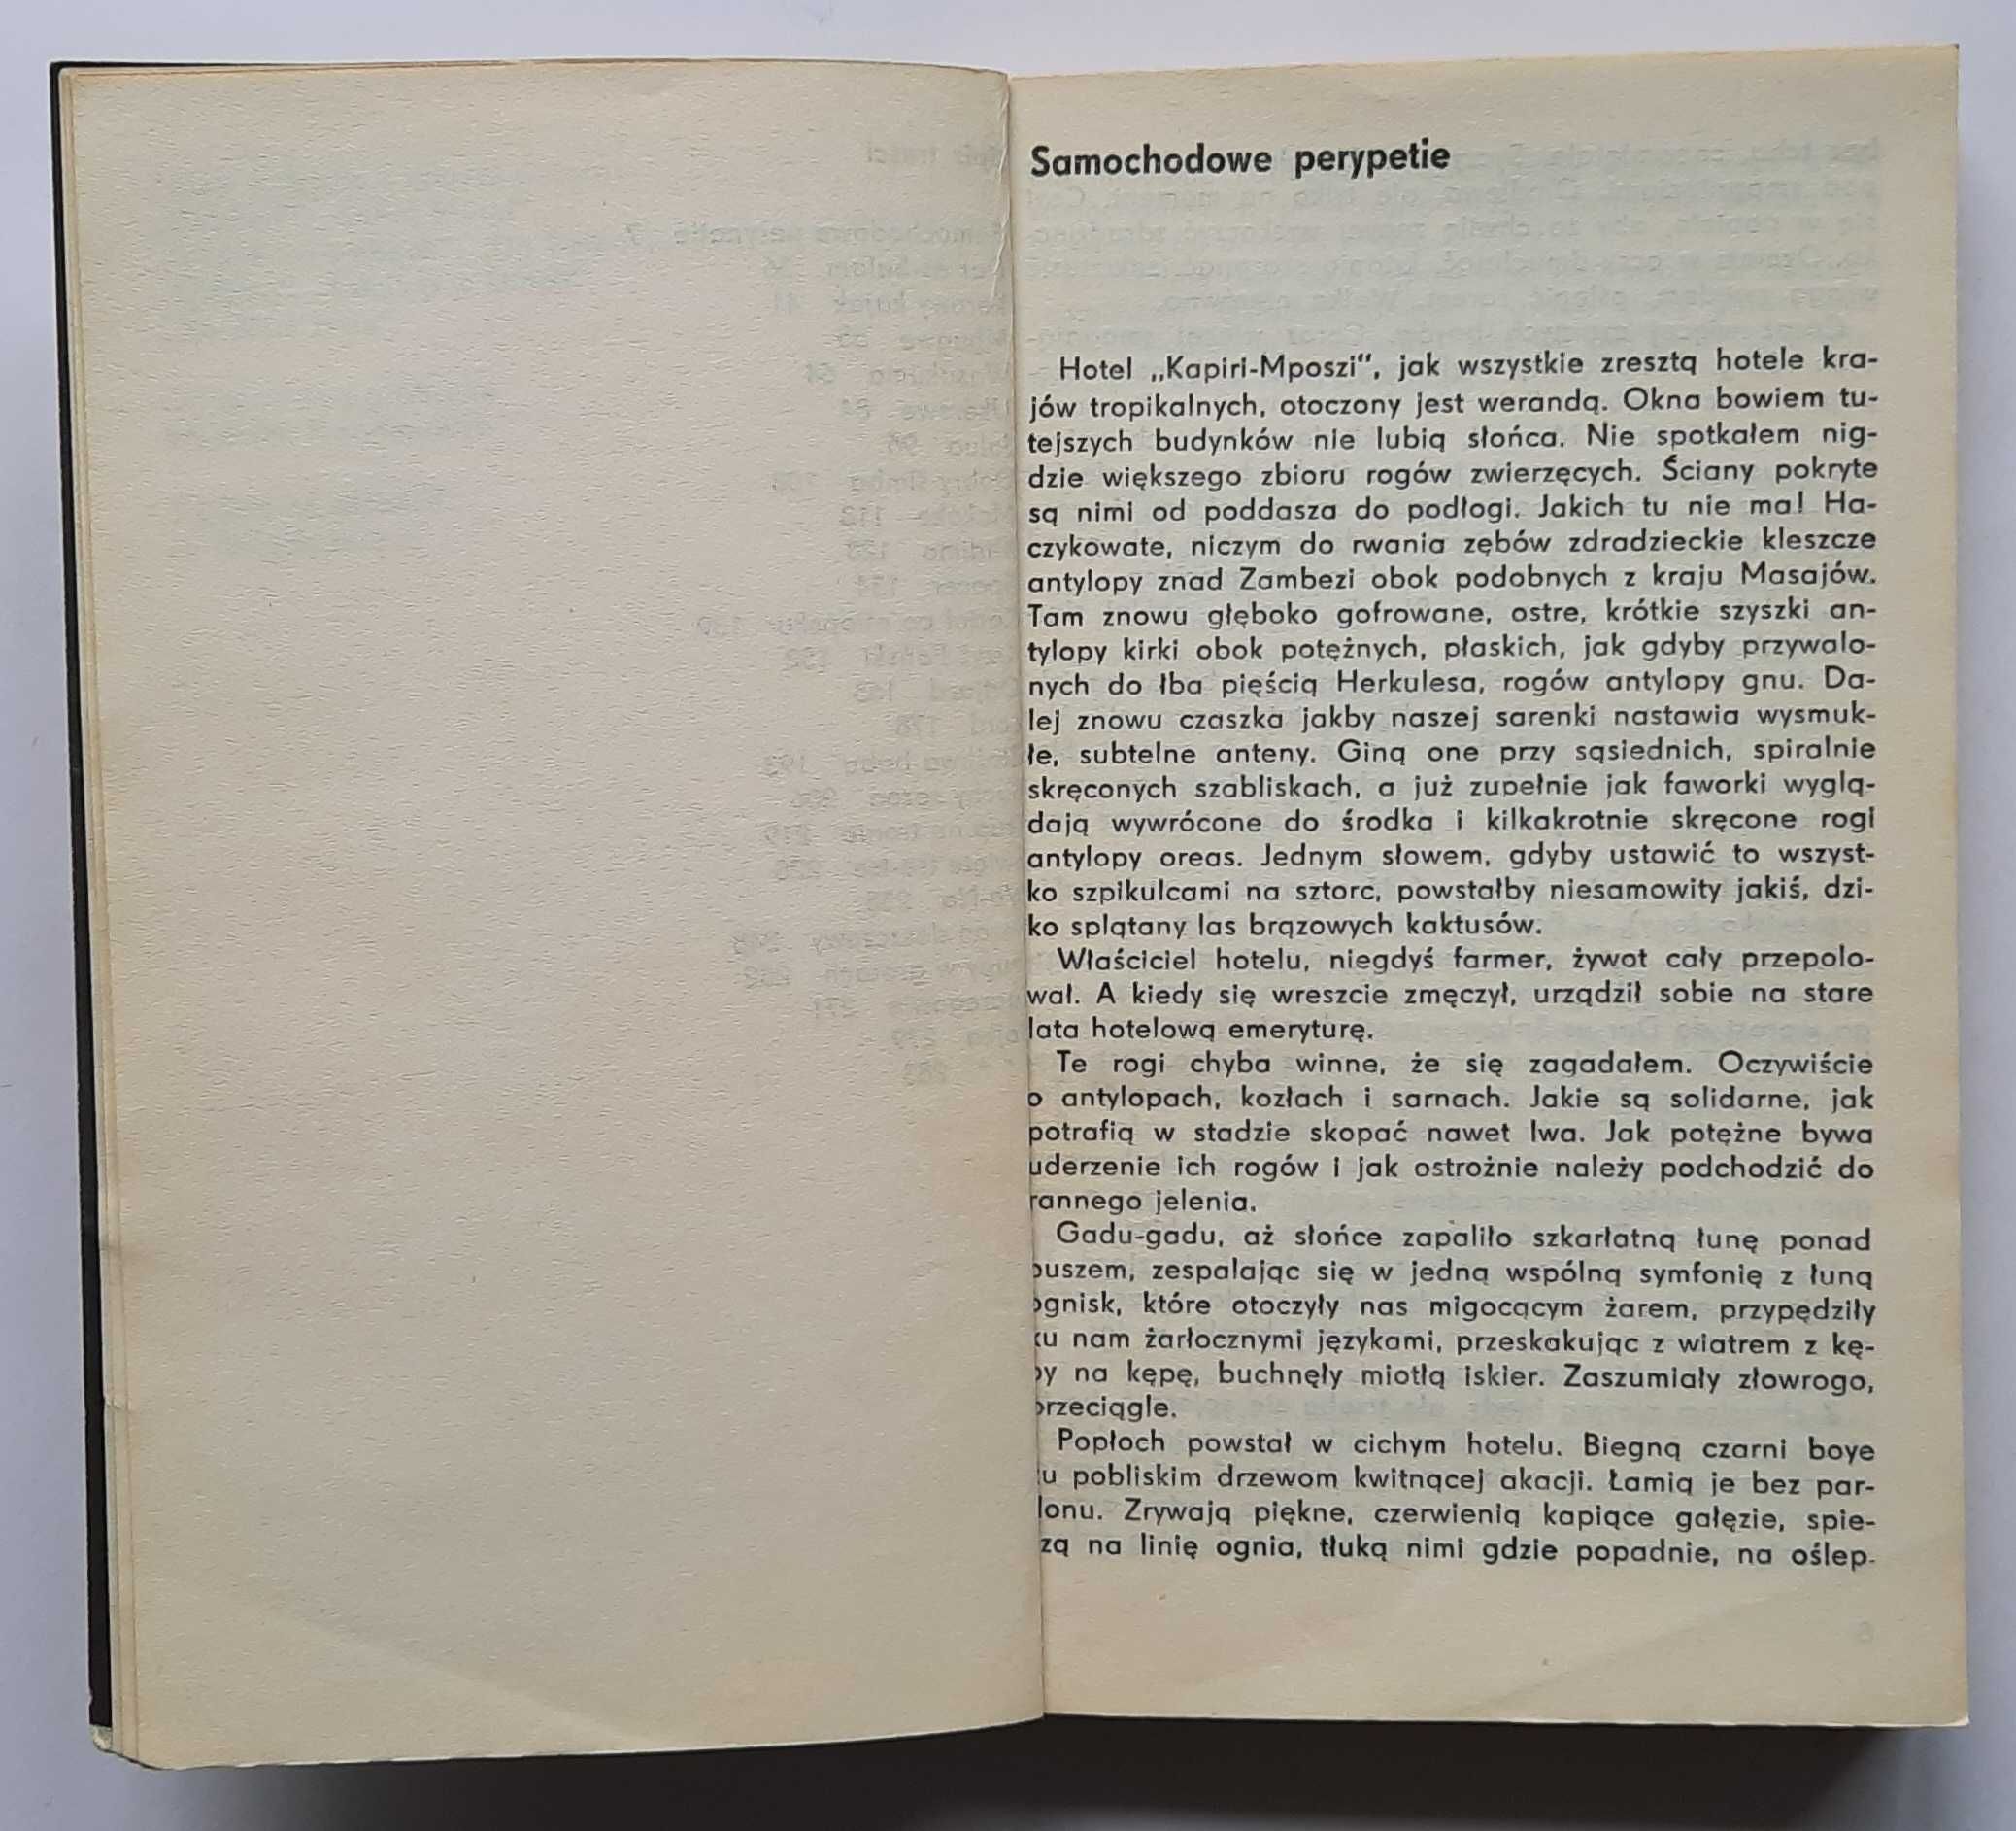 Samochodowe perypetie
Hotel „Kapiri-Mposzi", jak wszystkie zresztą hotele kra-
jów tropikalnych, otoczony jest werandą. Okna bowiem tu-
tejszych budynków nie lubią słońca. Nie spotkałem nig-
dzie większego zbioru rogów zwierzęcych. Ściany pokryte
są nimi od poddasza do podłogi. Jakich tu nie ma! Ha-
czykowate, niczym do rwania zębów zdradzieckie kleszcze
antylopy znad Zambezi obok podobnych z kraju Masajów.
Tam znowu głęboko gofrowane, ostre, krótkie szyszki an-
tylopy kirki obok potężnych, płaskich, jak gdyby przywalo-
nych do łba pięścią Herkulesa, rogów antylopy gnu. Da-
lej znowu czaszka jakby naszej sarenki nastawia wysmuk-
łe, subtelne anteny. Giną one przy sąsiednich, spiralnie
skręconych szabliskach, a już zupełnie jak faworki wyglą-
dają wywrócone do środka i kilkakrotnie skręcone rogi
antylopy oreas. Jednym słowem, gdyby ustawić to wszyst-
ko szpikulcami na sztorc, powstałby niesamowity jakiś, dzi-
ko splątany las brązowych kaktusów.
Właściciel hotelu, niegdyś farmer, żywot cały przepolo-
wał. A kiedy się wreszcie zmęczył, urządził sobie na stare
lata hotelową emeryturę.
Te rogi chyba winne, że się zagadałem. Oczywiście
o antylopach, kozłach i sarnach. Jakie są solidarne, jak
potrafią w stadzie skopać nawet lwa. Jak potężne bywa
uderzenie ich rogów i jak ostrożnie należy podchodzić do
rannego jelenia.
Gadu-gadu, aż słońce zapaliło szkarłatną łunę ponad
buszem, zespalając się w jedną wspólną symfonię z łuną
ognisk, które otoczyły nas migocącym żarem, przypędziły
ku nam żarłocznymi językami, przeskakując z wiatrem z kę-
py na kępę, buchnęły miotłą iskier. Zaszumiały złowrogo,
przeciągle.
Popłoch powstał w cichym hotelu. Biegną czarni boye
ku pobliskim drzewom kwitnącej akacji. Łamią je bez par-
donu. Zrywają piękne, czerwienią kapiące gałęzie, spie-
szą na linię ognia, tłuką nimi gdzie popadnie, na oślep.